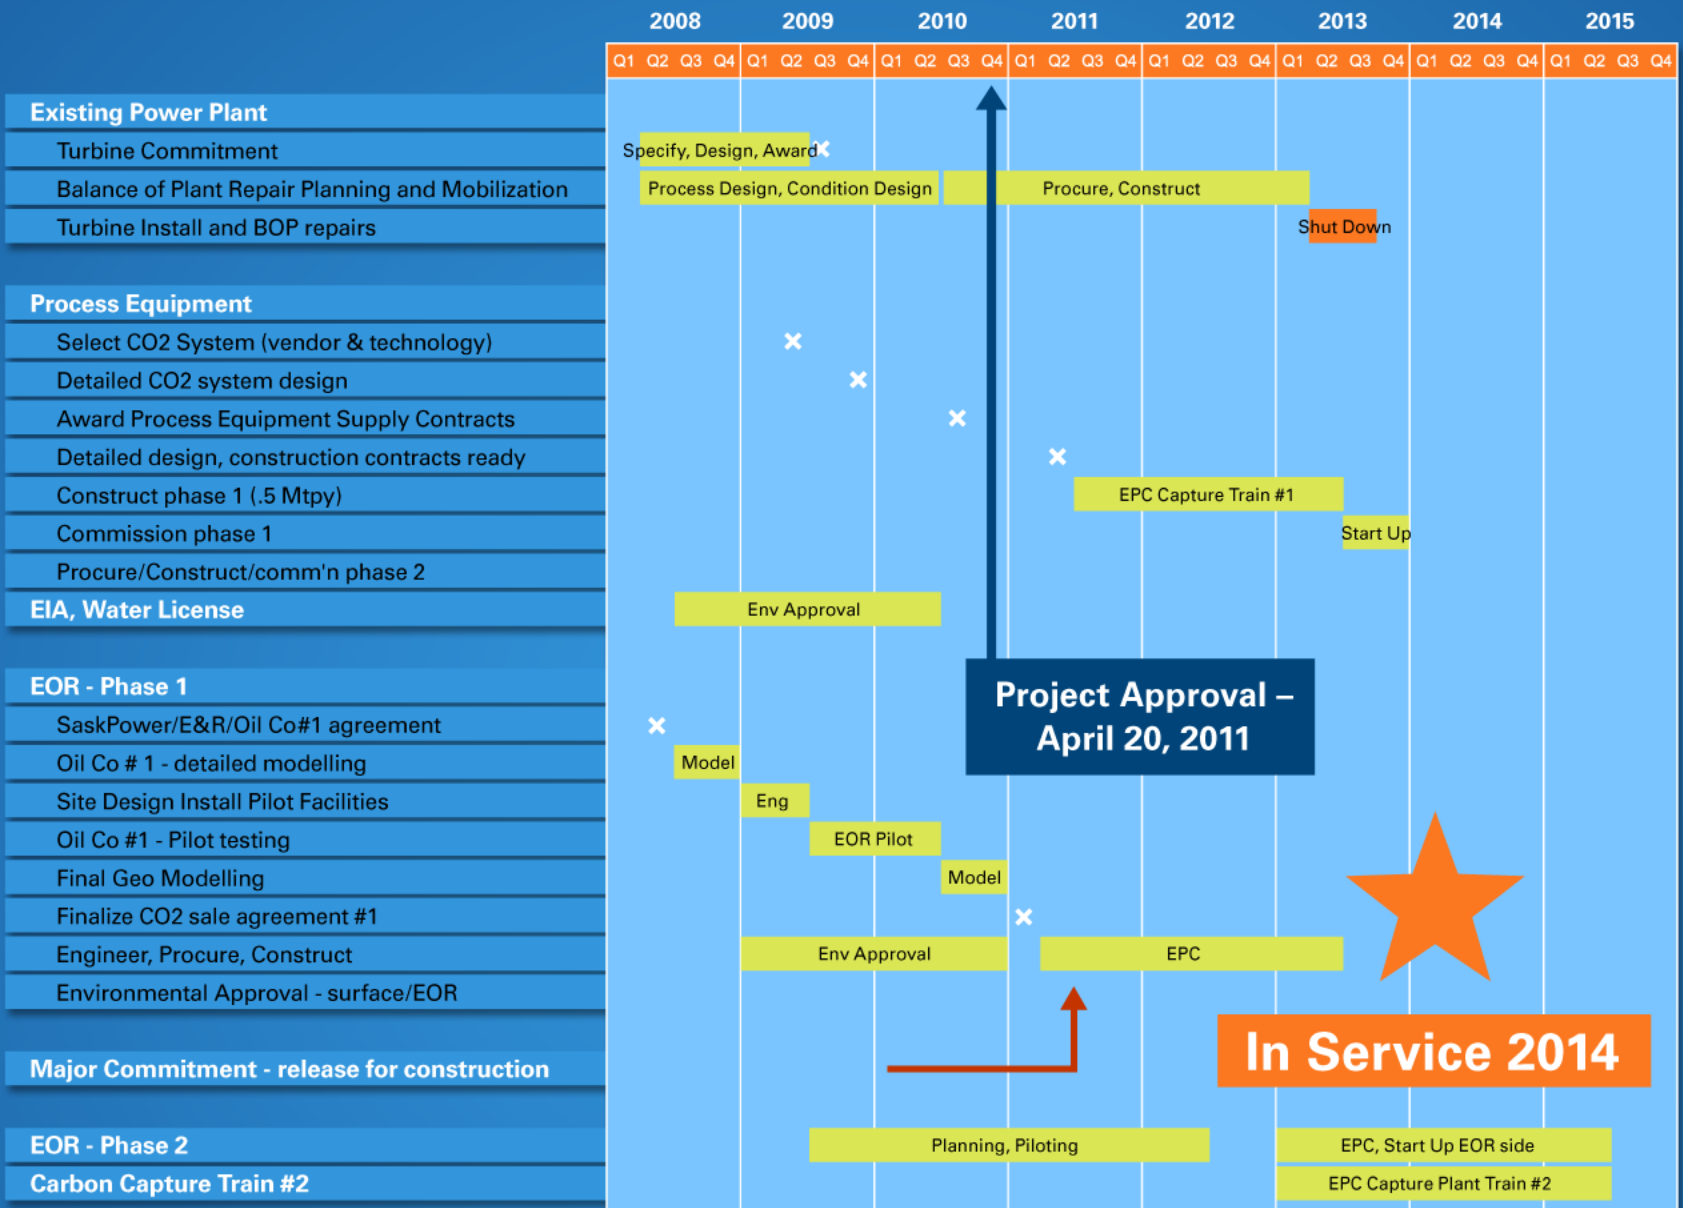 2008 2009 2010 2011 2012 2013 2014 2015
Q1 Q2 Q3 Q4 Q1 Q2 Q3 Q4 Q1 Q2 Q3 Q4 Q1 Q2 Q3 Q4 Q1 Q2 Q3 Q4 Q1 Q2 Q3 Q4 Q1 Q2 Q3 Q4 Q1 Q2 Q3 Q4
Existing Power Plant
Turbine Commitment Specify, Design, Award
Balance of Plant Repair Planning and Mobilization Process Design, Condition Design Procure, Construct
Turbine Install and BOP repairs Shut Down
Process Equipment
Select CO2 System (vendor & technology)
Detailed CO2 system design
Award Process Equipment Supply Contracts
Detailed design, construction contracts ready
Construct phase 1 (.5 Mtpy) EPC Capture Train #1
Commission phase 1 Start Up
Procure/Construct/comm'n phase 2
EIA, Water License Env Approval
EOR - Phase 1
Project Approval –
April 20, 2011
SaskPower/E&R/Oil Co#1 agreement
Oil Co # 1 - detailed modelling Model
Site Design Install Pilot Facilities Eng
Oil Co #1 - Pilot testing EOR Pilot
Final Geo Modelling Model
Finalize CO2 sale agreement #1
Engineer, Procure, Construct Env Approval EPC
Environmental Approval - surface/EOR
Major Commitment - release for construction
In Service 2014
EOR - Phase 2 Planning, Piloting EPC, Start Up EOR side
Carbon Capture Train #2 EPC Capture Plant Train #2